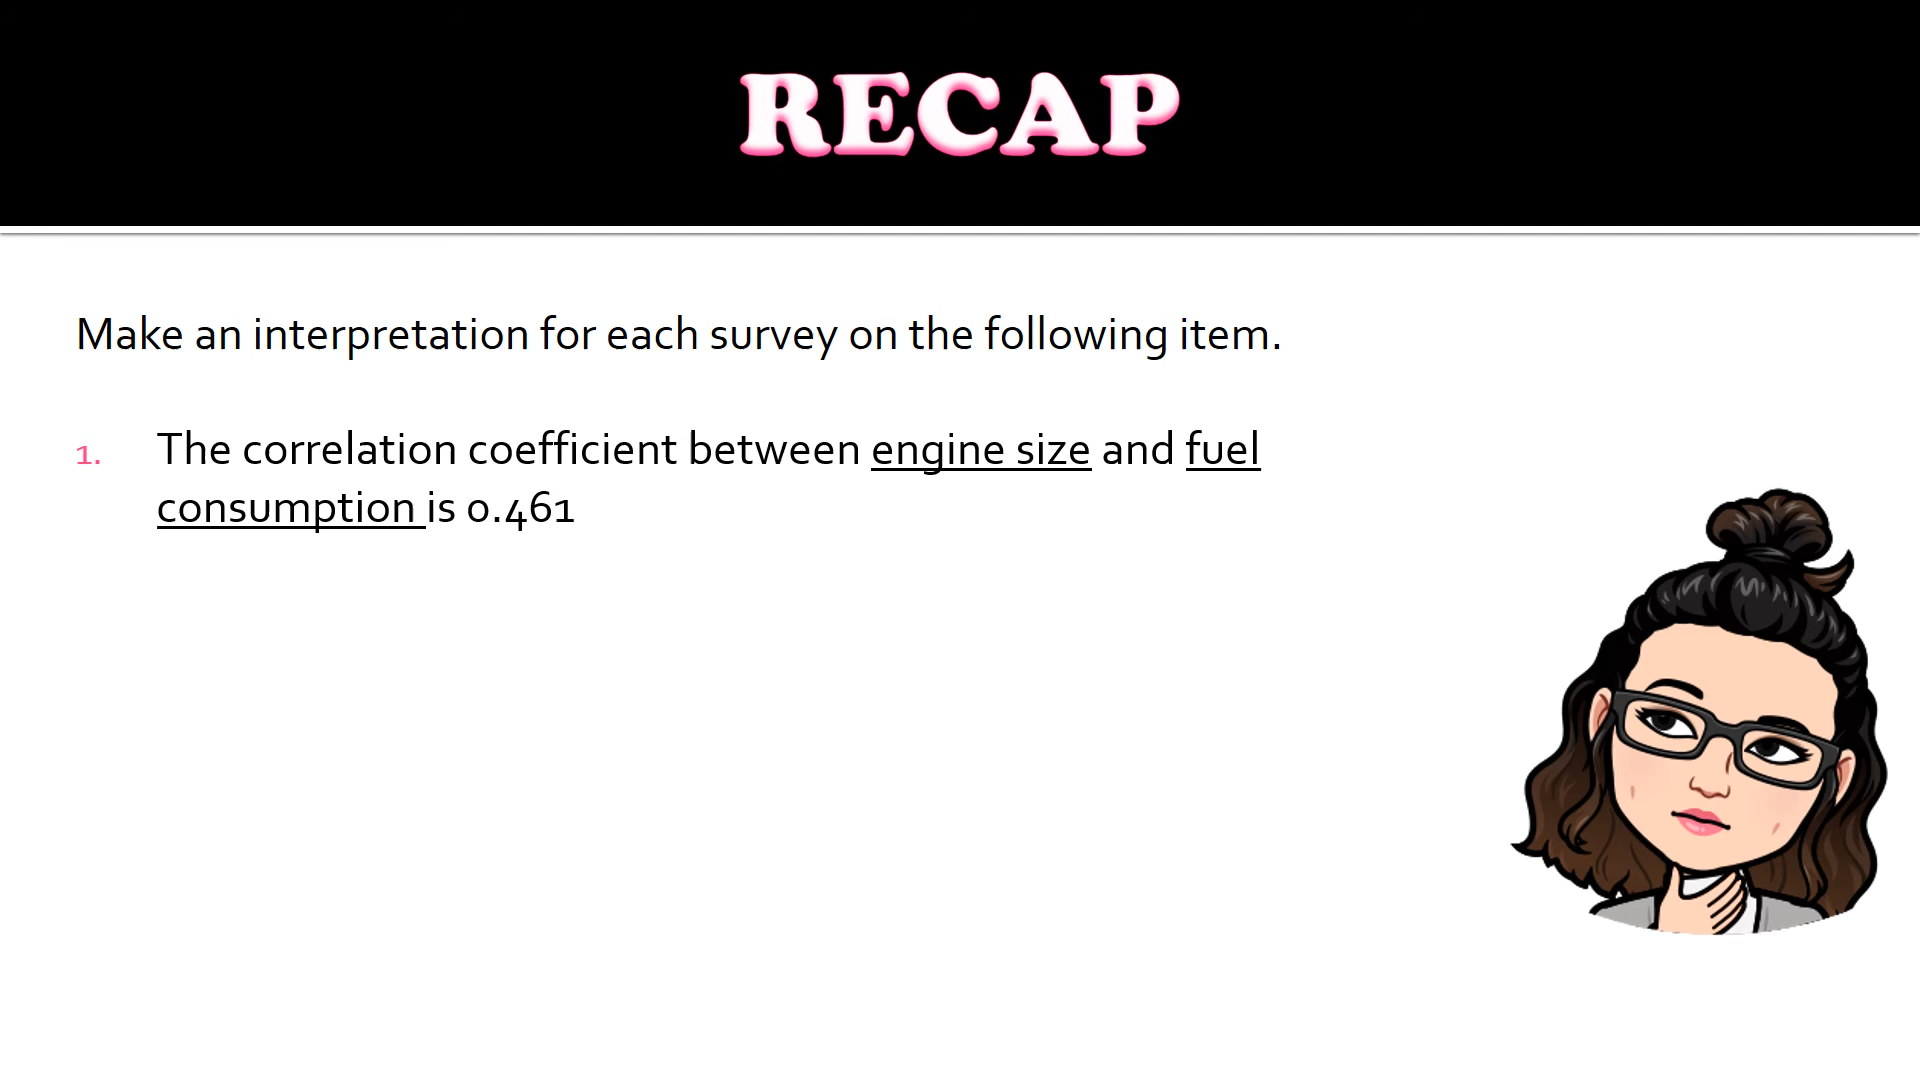 RECAP
Make an interpretation for each survey on the following item.
1. The correlation coefficient between engine size and fuel
consumption is 0.461